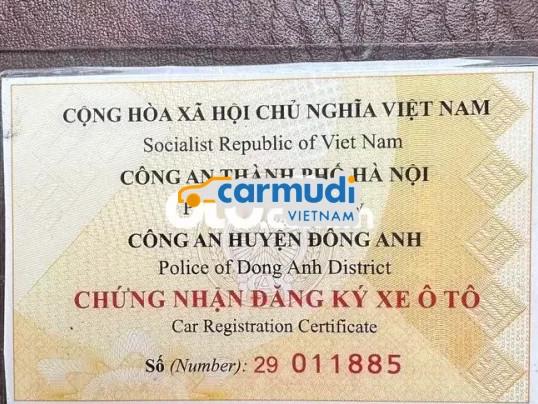 CỘNG HÒA XÃ HỘI CHỦ NGHĨA VIỆT NAM
Socialist Republic of Viet Nam
CÔNG AN THÀNH PHỐ HÀ NỘI
carmudi
VIETNAM
CÔNG AN HUYỆN ĐÔNG ANH
Police of Dong Anh District
CHỨNG NHẬN ĐĂNG KÝ XE Ô TÔ
Car Registration Certificate
Số (Number): 29 011885